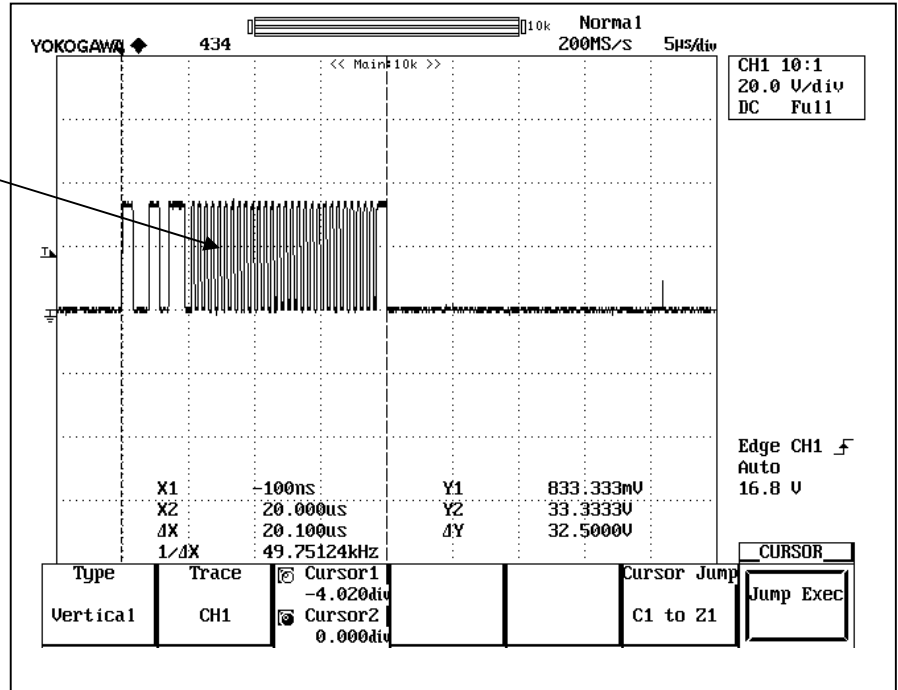 10k Normal
YOKOGAWA ◆ 434 200MS/s 5µs/div
<< Main:10k >>
CH1 10:1
20.0 V/div
DC Full
T
Edge CH1
Auto
16.8 V
X1 -100ns Y1 833.333mV
X2 20.000us Y2 33.3333V
ΔX 20.100us ΔY 32.5000V
1/ΔX 49.75124kHz
CURSOR
Type Trace Cursor1 Cursor Jump
-4.020div
Jump Exec
Vertical CH1 Cursor2 C1 to Z1
0.000div